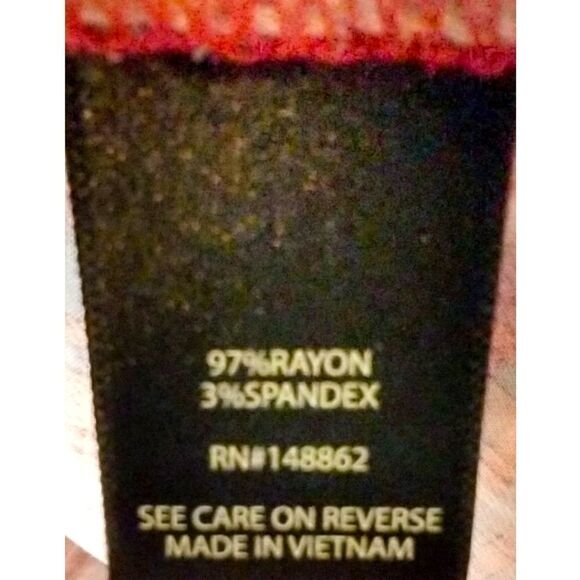 97%RAYON
3%SPANDEX
RN#148862
SEE CARE ON REVERSE
MADE IN VIETNAM